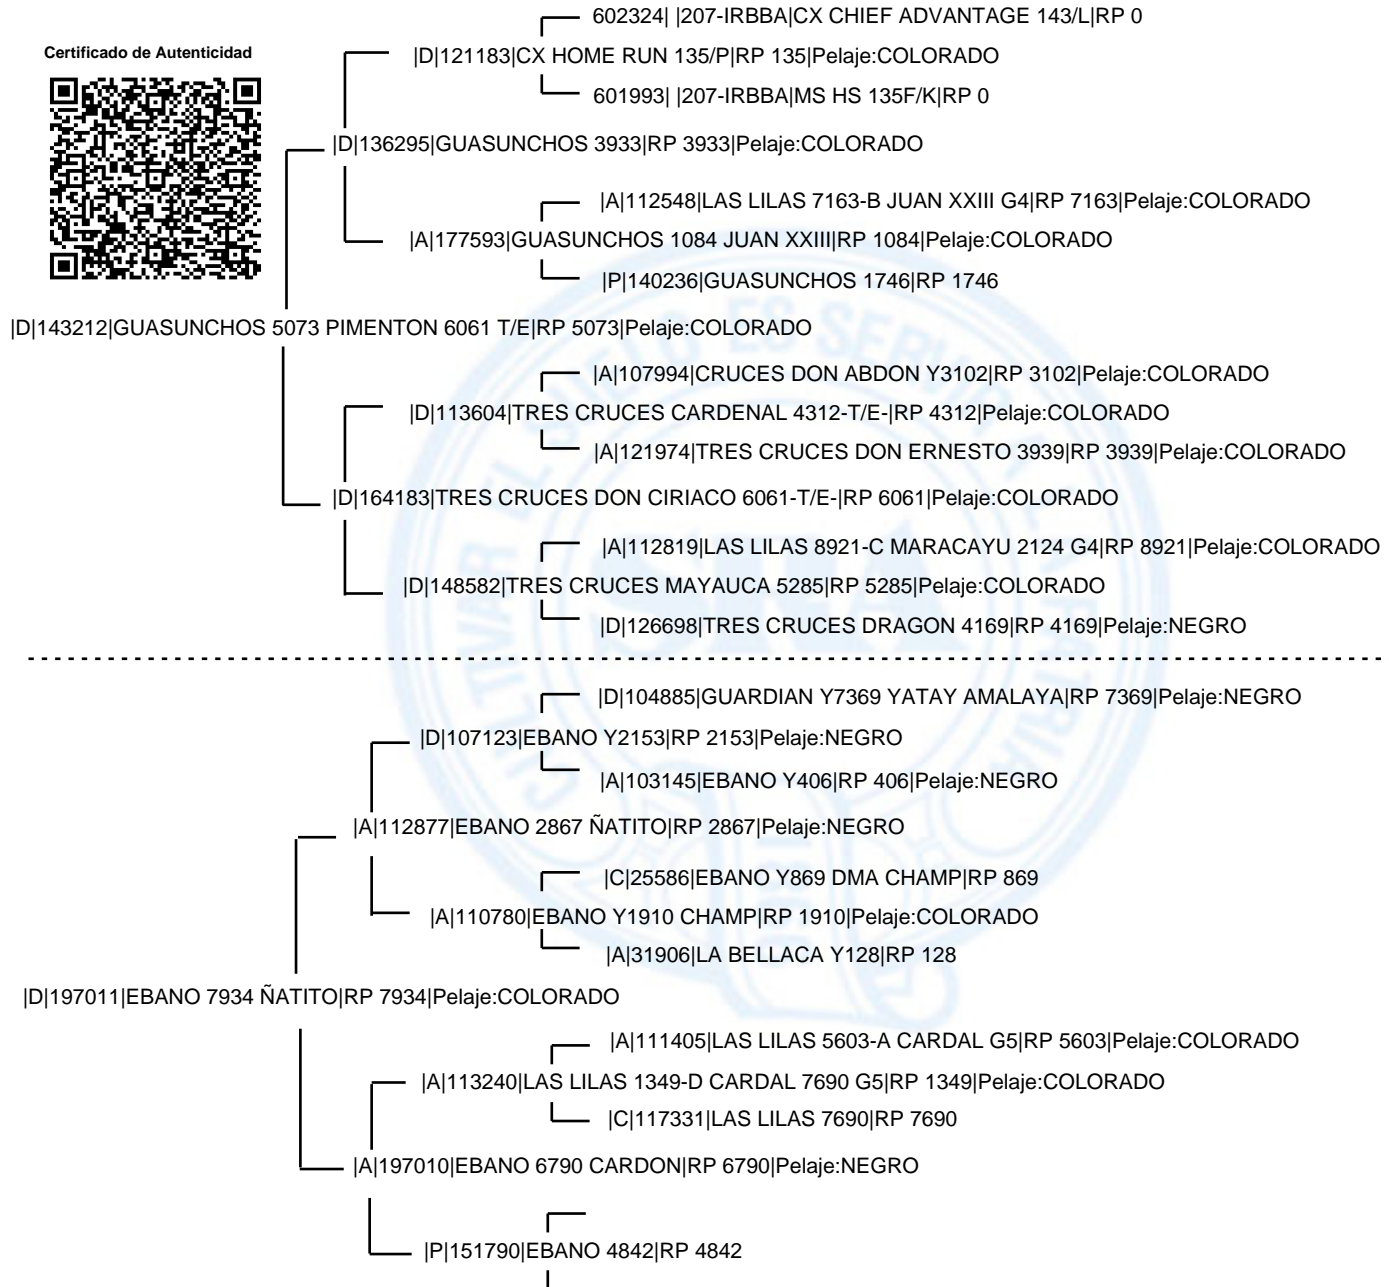 602324| |207-IRBBA|CX CHIEF ADVANTAGE 143/L|RP 0
Certificado de Autenticidad
|D|121183|CX HOME RUN 135/P|RP 135|Pelaje:COLORADO
601993| |207-IRBBA|MS HS 135F/K|RP 0
|D|136295|GUASUNCHOS 3933|RP 3933|Pelaje:COLORADO
|A|112548|LAS LILAS 7163-B JUAN XXIII G4|RP 7163|Pelaje:COLORADO
|A|177593|GUASUNCHOS 1084 JUAN XXIII|RP 1084|Pelaje:COLORADO
|P|140236|GUASUNCHOS 1746|RP 1746
|D|143212|GUASUNCHOS 5073 PIMENTON 6061 T/E|RP 5073|Pelaje:COLORADO
|A|107994|CRUCES DON ABDON Y3102|RP 3102|Pelaje:COLORADO
|D|113604|TRES CRUCES CARDENAL 4312-T/E-|RP 4312|Pelaje:COLORADO
|A|121974|TRES CRUCES DON ERNESTO 3939|RP 3939|Pelaje:COLORADO
|D|164183|TRES CRUCES DON CIRIACO 6061-T/E-|RP 6061|Pelaje:COLORADO
|A|112819|LAS LILAS 8921-C MARACAYU 2124 G4|RP 8921|Pelaje:COLORADO
|D|148582|TRES CRUCES MAYAUCA 5285|RP 5285|Pelaje:COLORADO
|D|126698|TRES CRUCES DRAGON 4169|RP 4169|Pelaje:NEGRO
|D|104885|GUARDIAN Y7369 YATAY AMALAYA|RP 7369|Pelaje:NEGRO
|D|107123|EBANO Y2153|RP 2153|Pelaje:NEGRO
|A|103145|EBANO Y406|RP 406|Pelaje:NEGRO
|A|112877|EBANO 2867 ÑATITO|RP 2867|Pelaje:NEGRO
|C|25586|EBANO Y869 DMA CHAMP|RP 869
|A|110780|EBANO Y1910 CHAMP|RP 1910|Pelaje:COLORADO
|A|31906|LA BELLACA Y128|RP 128
|D|197011|EBANO 7934 ÑATITO|RP 7934|Pelaje:COLORADO
|A|111405|LAS LILAS 5603-A CARDAL G5|RP 5603|Pelaje:COLORADO
|A|113240|LAS LILAS 1349-D CARDAL 7690 G5|RP 1349|Pelaje:COLORADO
|C|117331|LAS LILAS 7690|RP 7690
|A|197010|EBANO 6790 CARDON|RP 6790|Pelaje:NEGRO
|P|151790|EBANO 4842|RP 4842
CULTIVAR EL SUELO ES SERVIR A LA PATRIA
SRA
1866